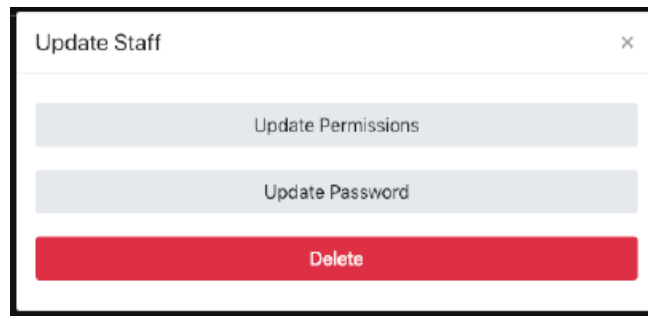 Update Staff ×
Update Permissions
Update Password
Delete